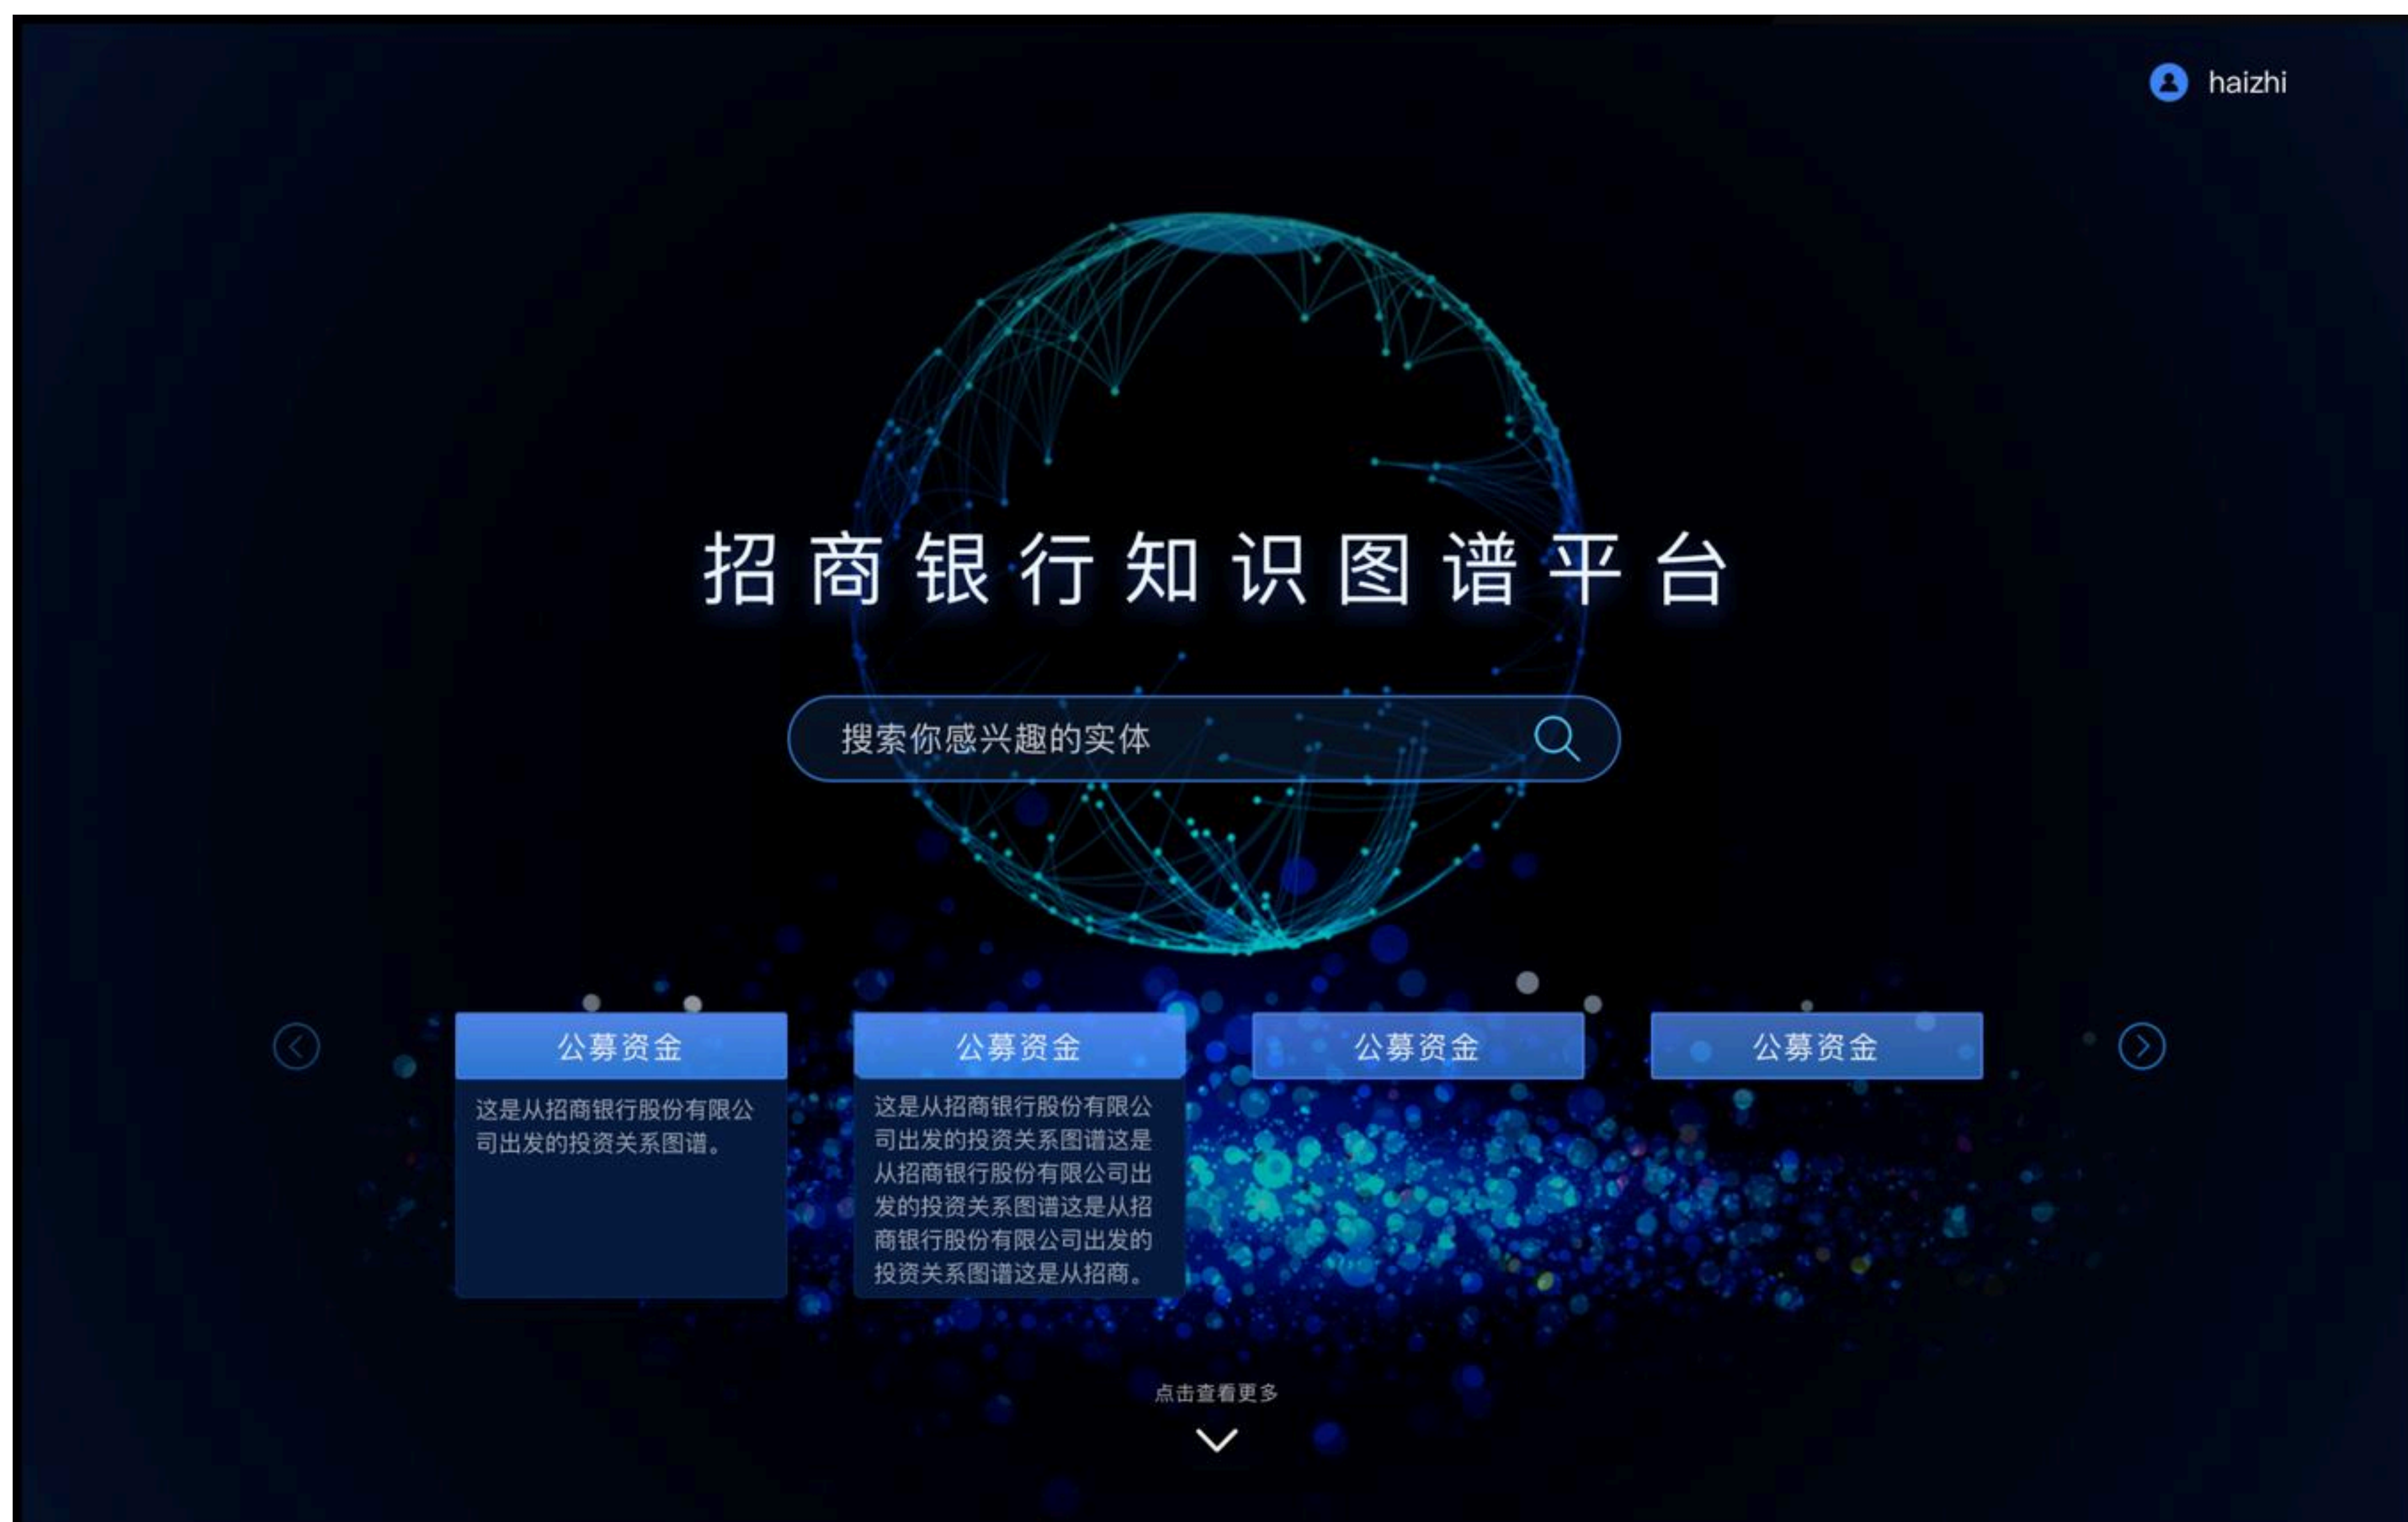 haizhi
招商银行知识图谱平台
搜索你感兴趣的实体
公募资金
这是从招商银行股份有限公
司出发的投资关系图谱。
公募资金
这是从招商银行股份有限公
司出发的投资关系图谱这是
从招商银行股份有限公司出
发的投资关系图谱这是从招
商银行股份有限公司出发的
投资关系图谱这是从招商。
公募资金
公募资金
点击查看更多